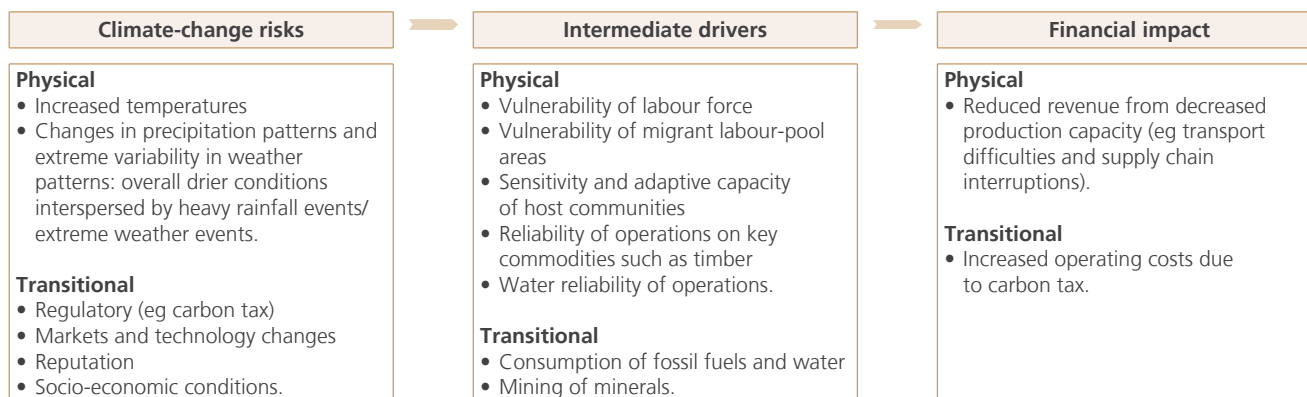 Climate-change risks
Physical
• Increased temperatures
• Changes in precipitation patterns and
extreme variability in weather
patterns: overall drier conditions
interspersed by heavy rainfall events/
extreme weather events.
Transitional
• Regulatory (eg carbon tax)
• Markets and technology changes
• Reputation
• Socio-economic conditions.
Intermediate drivers
Physical
• Vulnerability of labour force
• Vulnerability of migrant labour-pool
areas
• Sensitivity and adaptive capacity
of host communities
• Reliability of operations on key
commodities such as timber
• Water reliability of operations.
Transitional
• Consumption of fossil fuels and water
• Mining of minerals.
Financial impact
Physical
• Reduced revenue from decreased
production capacity (eg transport
difficulties and supply chain
interruptions).
Transitional
• Increased operating costs due
to carbon tax.